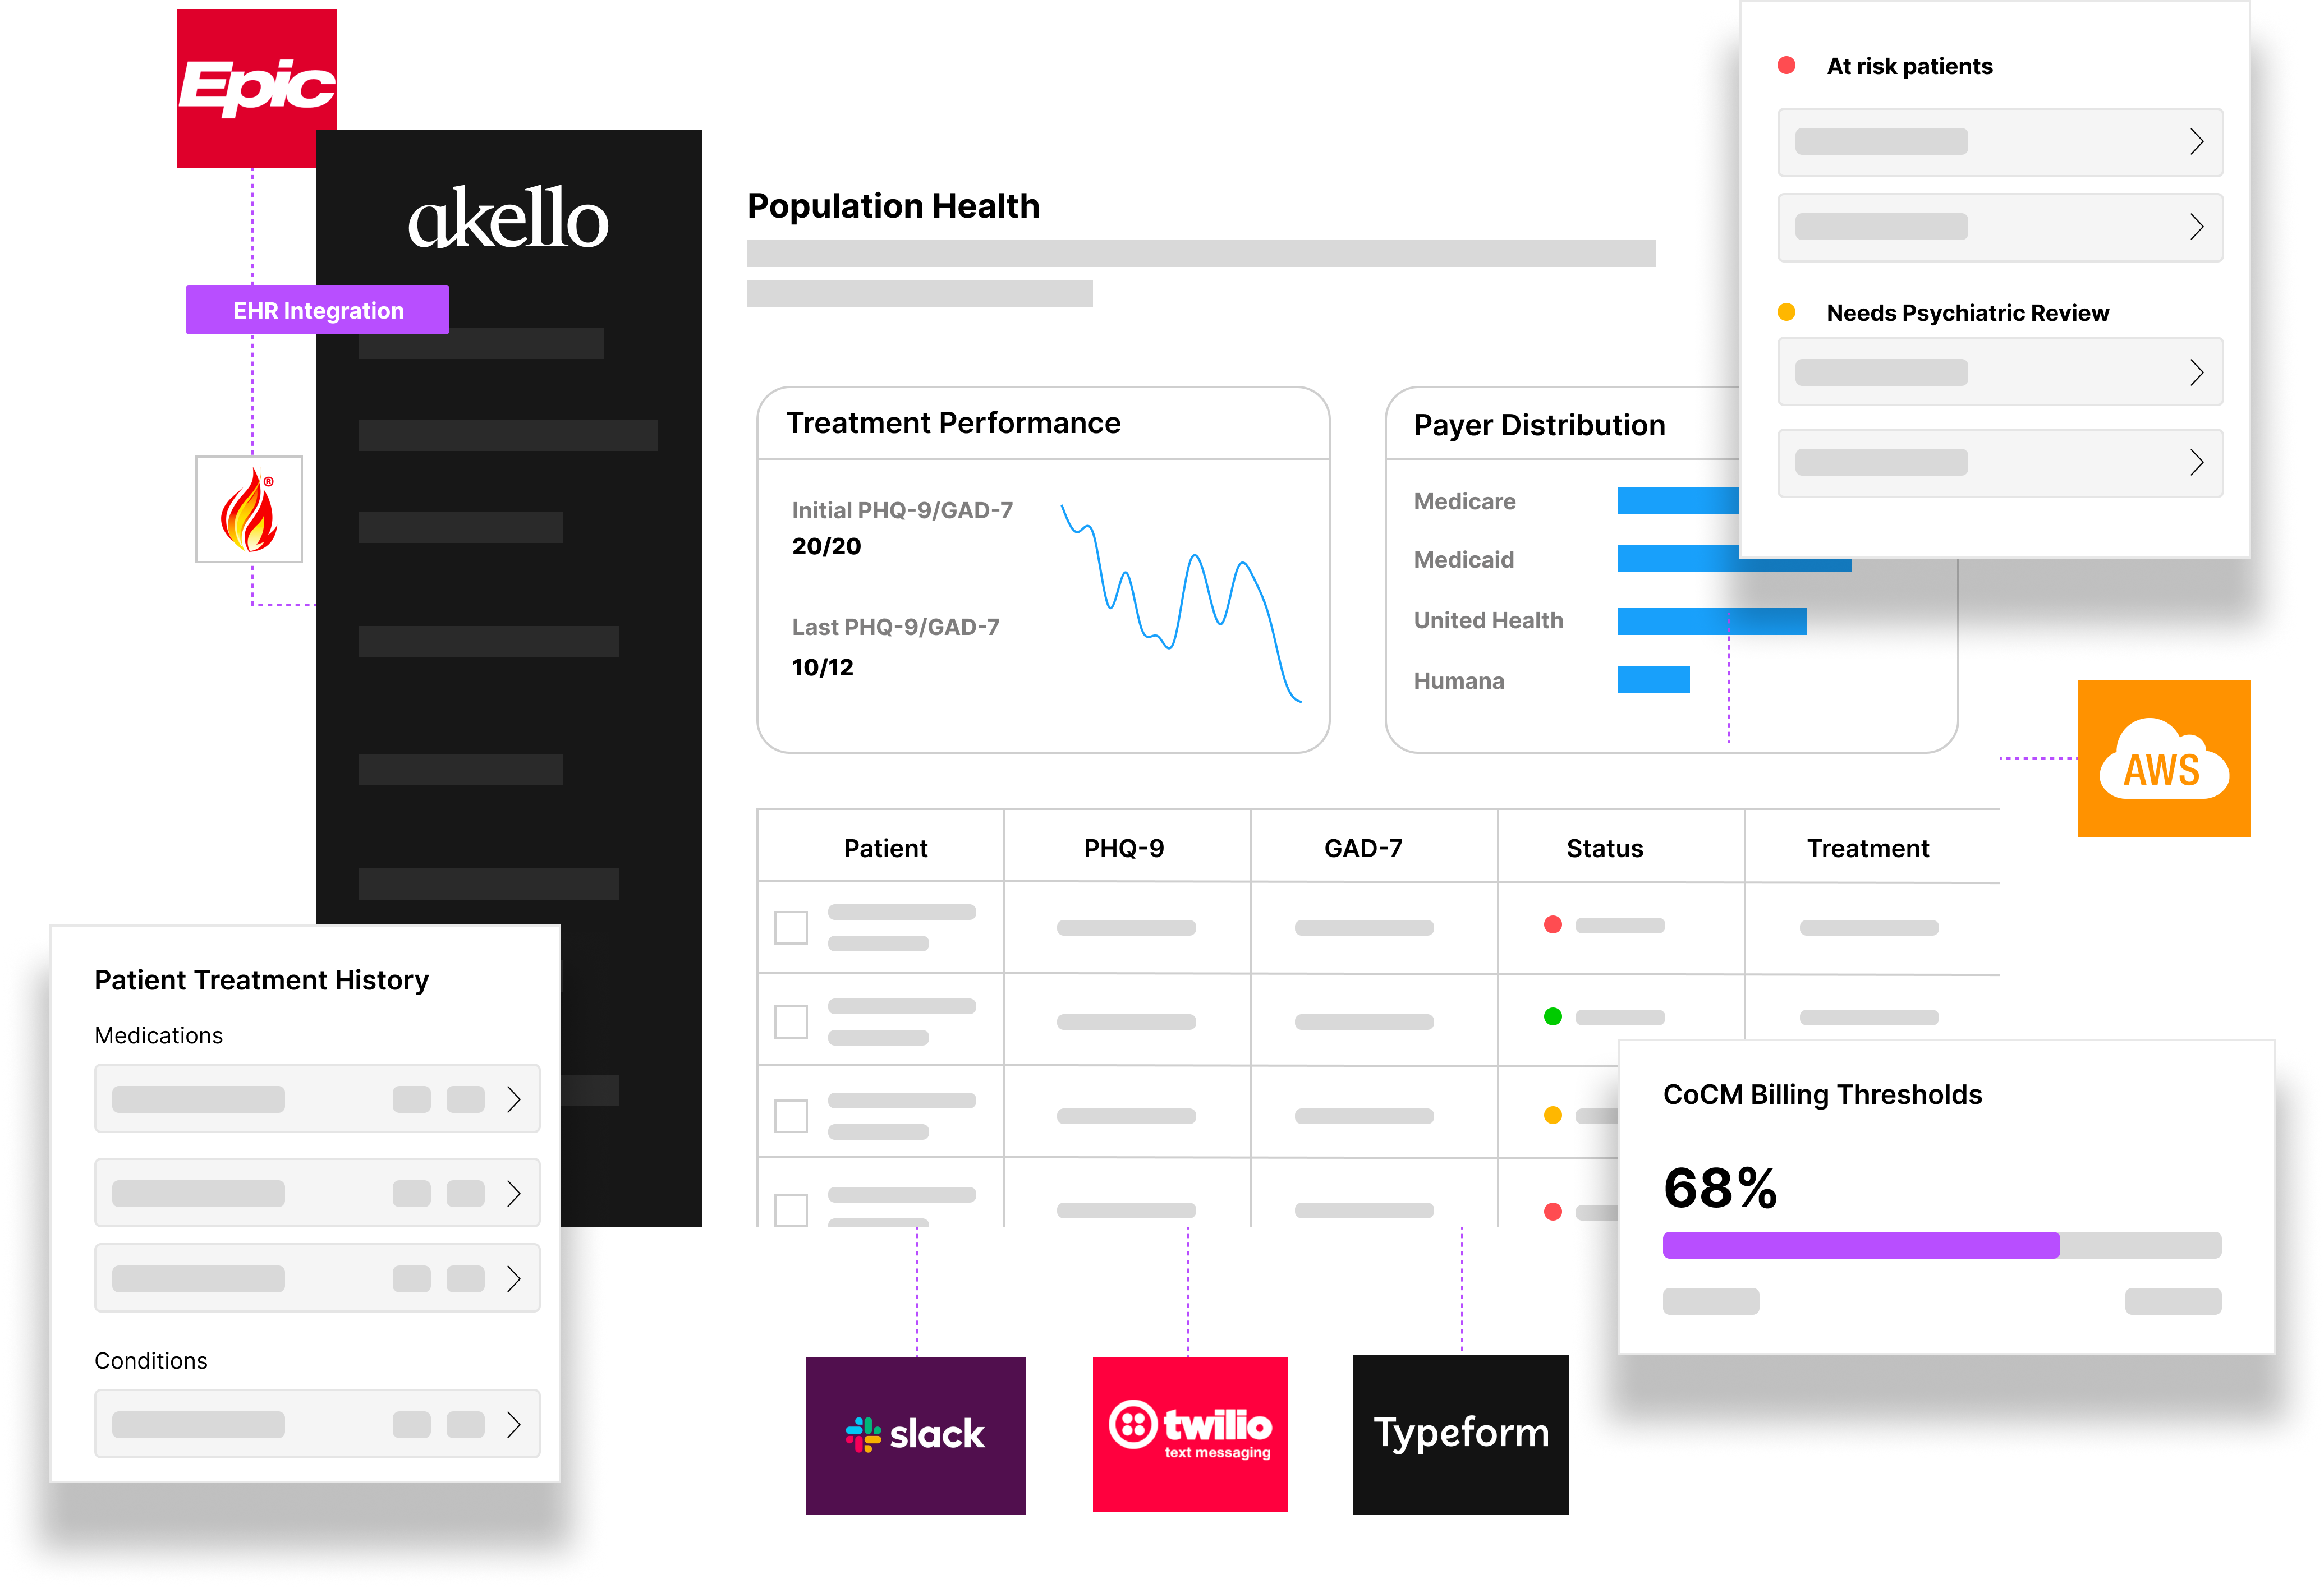 Epic
akello
EHR Integration
®
Population Health
Treatment Performance
Initial PHQ-9/GAD-7
20/20
Last PHQ-9/GAD-7
10/12
Payer Distribution
Medicare
Medicaid
United Health
Humana
At risk patients
Needs Psychiatric Review
AWS
Patient PHQ-9 GAD-7 Status Treatment
Patient Treatment History
Medications
Conditions
CoCM Billing Thresholds
68%
slack
twilio
text messaging
Typeform